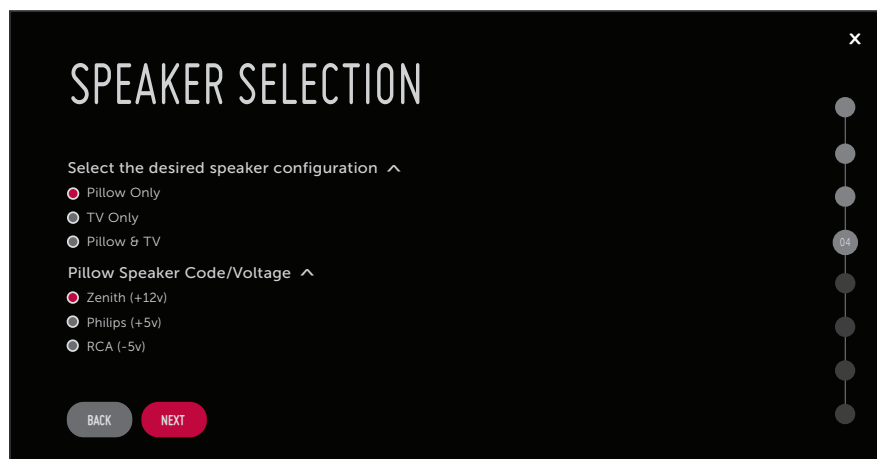 X
SPEAKER SELECTION
Select the desired speaker configuration
Pillow Only
TV Only
Pillow & TV
04
Pillow Speaker Code/Voltage
Zenith (+12v)
Philips (+5v)
RCA (-5v)
BACK NEXT